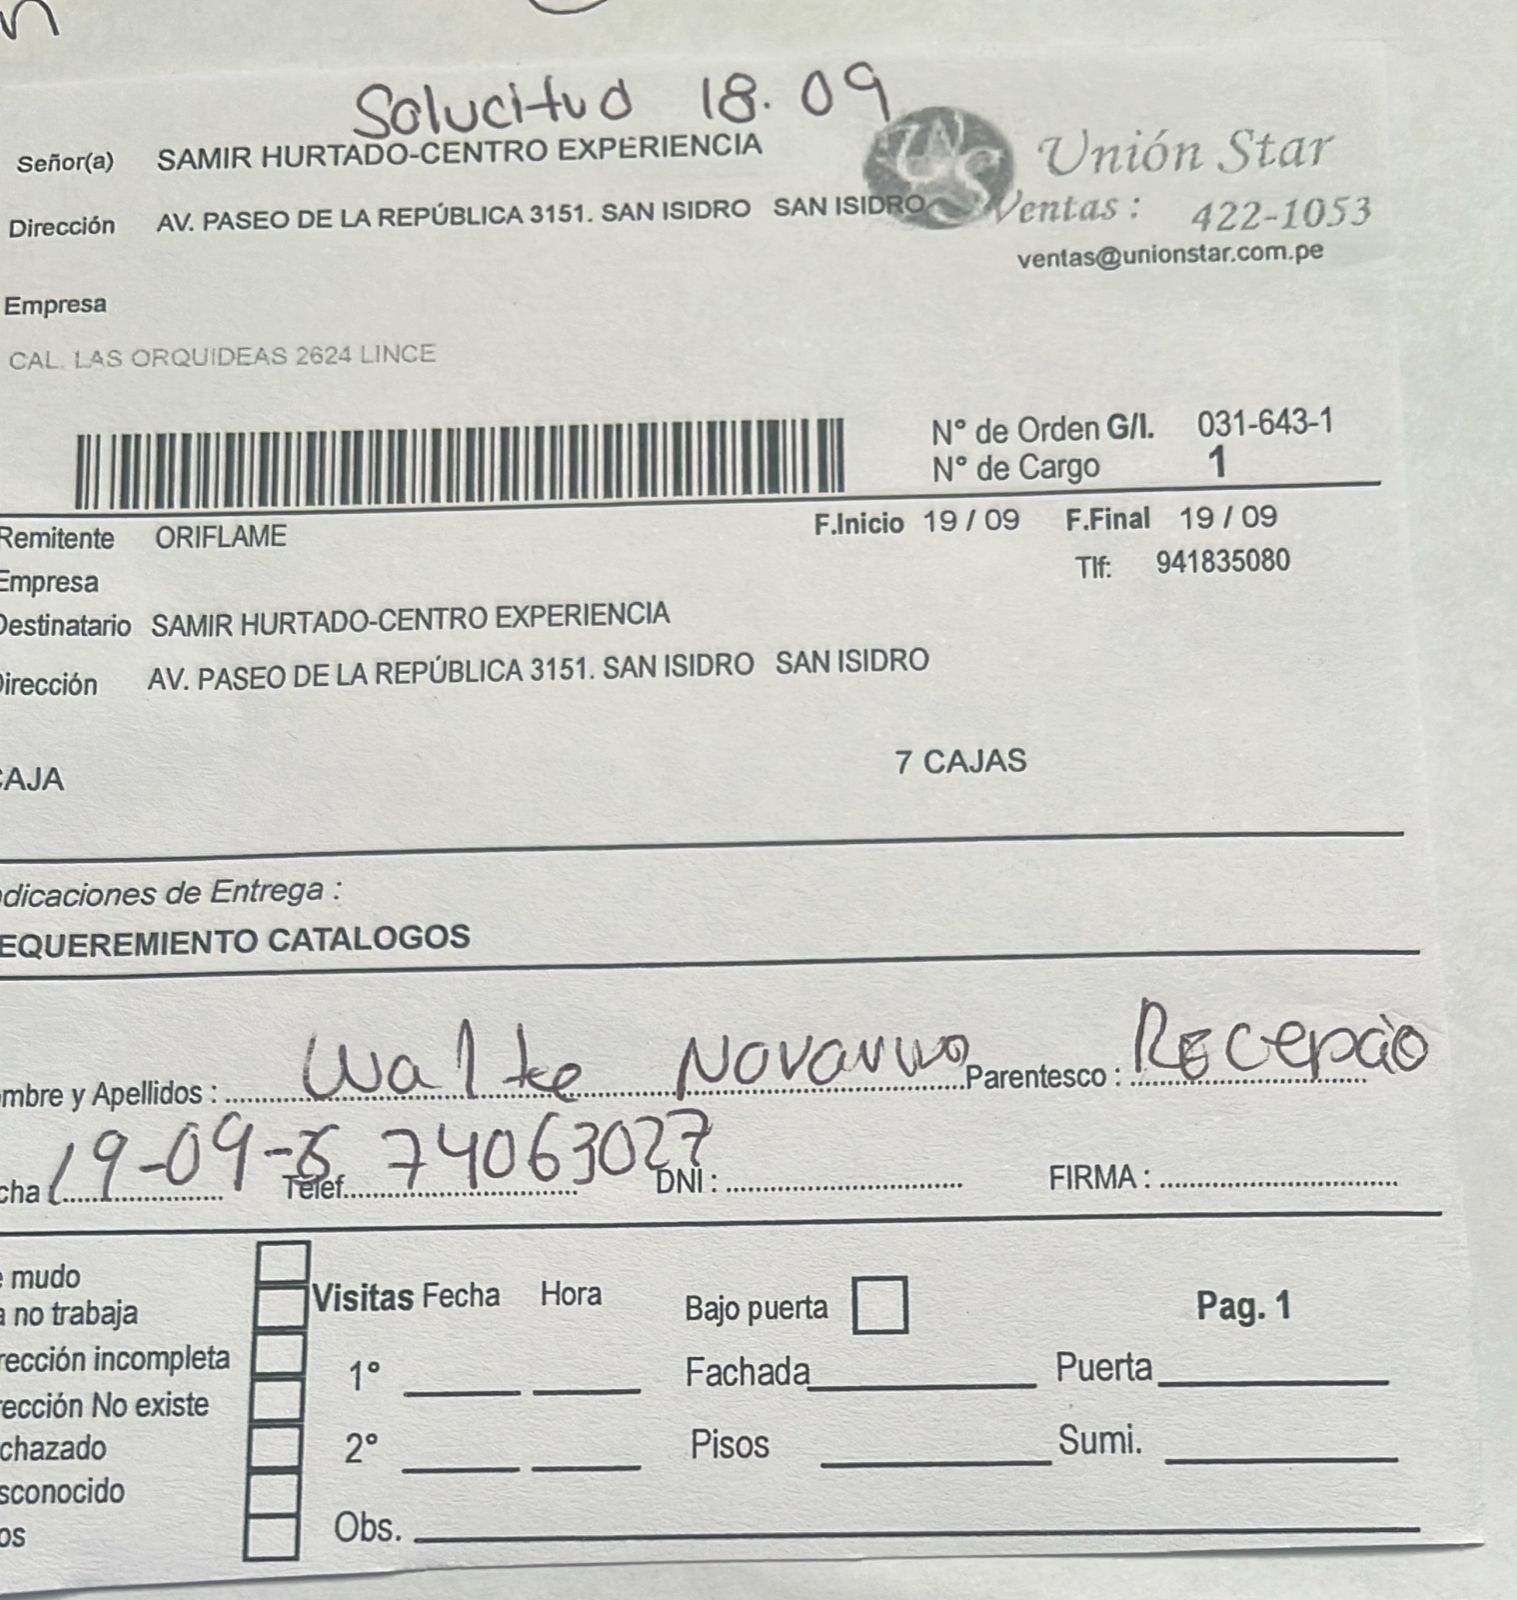 Solucitud 18.09
Señor(a) SAMIR HURTADO-CENTRO EXPERIENCIA
Unión Star
Dirección AV. PASEO DE LA REPÚBLICA 3151. SAN ISIDRO SAN ISIDRO
Ventas: 422-1053
ventas@unionstar.com.pe
Empresa
CAL. LAS ORQUIDEAS 2624 LINCE
N° de Orden G/I. 031-643-1
N° de Cargo 1
Remitente ORIFLAME
F.Inicio 19 / 09 F.Final 19 / 09
Empresa
Tlf: 941835080
Destinatario SAMIR HURTADO-CENTRO EXPERIENCIA
Dirección AV. PASEO DE LA REPÚBLICA 3151. SAN ISIDRO SAN ISIDRO
CAJA 7 CAJAS
ndicaciones de Entrega :
EQUEREMIENTO CATALOGOS
mbre y Apellidos : Walte Parentesco : Recepcio
cha 19-09- Telef. 74063027 DNI : FIRMA :
e mudo
a no trabaja
Visitas Fecha Hora
Bajo puerta
Pag. 1
rección incompleta
1° Fachada Puerta
rección No existe
chazado
2° Pisos Sumi.
sconocido
os
Obs.